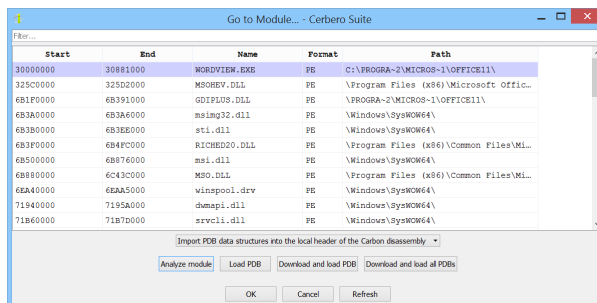 Go to Module... - Cerbero Suite
Filter...
Start End Name Format Path
30000000 30881000 WORDVIEW.EXE PE C:\PROGRA~2\MICROS~1\OFFICE11\
325C0000 325D2000 MSOHEV.DLL PE \Program Files (x86)\Microsoft Offic...
6B1F0000 6B391000 GDIPLUS.DLL PE \PROGRA~2\MICROS~1\OFFICE11\
6B3A0000 6B3A6000 msimg32.dll PE \Windows\SysWOW64\
6B3B0000 6B3EE000 sti.dll PE \Windows\SysWOW64\
6B3F0000 6B4FC000 RICHED20.DLL PE \Program Files (x86)\Common Files\Mi...
6B500000 6B876000 msi.dll PE \Windows\SysWOW64\
6B880000 6C43C000 MSO.DLL PE \Program Files (x86)\Common Files\Mi...
6EA40000 6EAA5000 winspool.drv PE \Windows\SysWOW64\
71940000 7195A000 dwmapi.dll PE \Windows\SysWOW64\
71B60000 71B7D000 srvcli.dll PE \Windows\SysWOW64\
Import PDB data structures into the local header of the Carbon disassembly
Analyze module Load PDB Download and load PDB Download and load all PDBs
OK Cancel Refresh